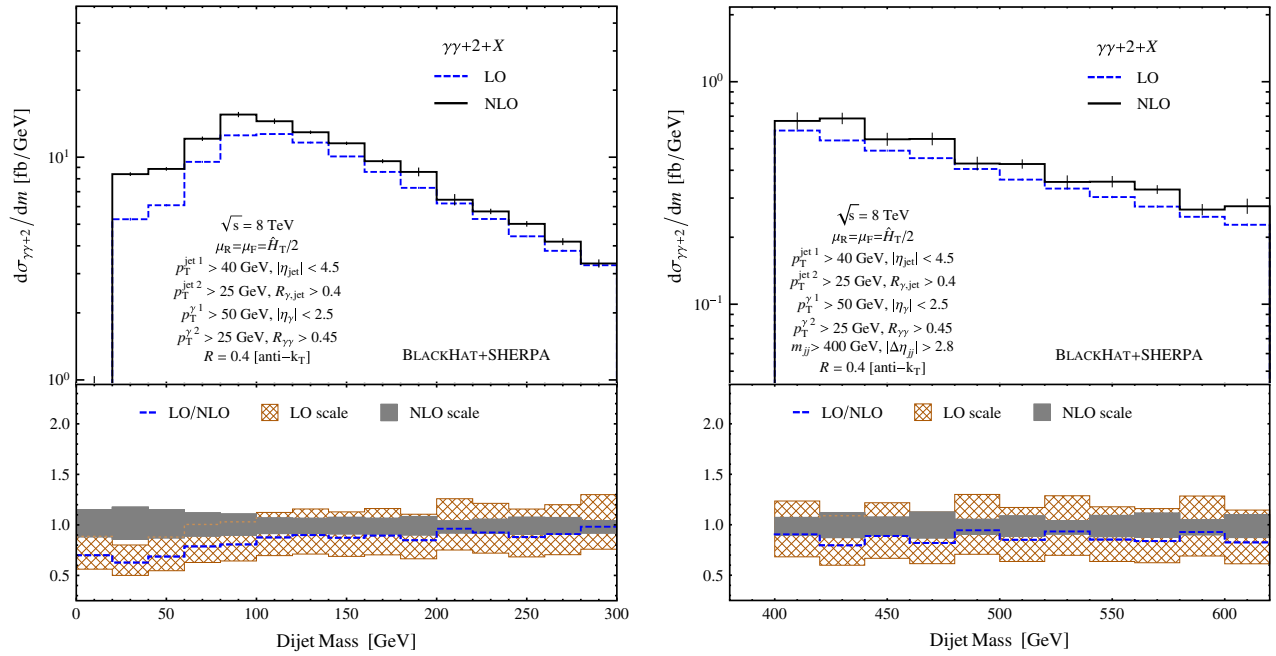 γγ+2+X
LO
NLO
dσγγ+2/dm [fb/GeV]
10^1
10^0
√s = 8 TeV
μR=μF=ĤT/2
pT^jet 1 > 40 GeV, |ηjet| < 4.5
pT^jet 2 > 25 GeV, Rγ,jet > 0.4
pT^γ 1 > 50 GeV, |ηγ| < 2.5
pT^γ 2 > 25 GeV, Rγγ > 0.45
R = 0.4 [anti−kT]
BLACKHAT+SHERPA
LO/NLO LO scale NLO scale
2.0
1.5
1.0
0.5
0 50 100 150 200 250 300
Dijet Mass [GeV]
γγ+2+X
LO
NLO
dσγγ+2/dm [fb/GeV]
10^0
10^−1
√s = 8 TeV
μR=μF=ĤT/2
pT^jet 1 > 40 GeV, |ηjet| < 4.5
pT^jet 2 > 25 GeV, Rγ,jet > 0.4
pT^γ 1 > 50 GeV, |ηγ| < 2.5
pT^γ 2 > 25 GeV, Rγγ > 0.45
mjj > 400 GeV, |Δηjj| > 2.8
R = 0.4 [anti−kT]
BLACKHAT+SHERPA
LO/NLO LO scale NLO scale
2.0
1.5
1.0
0.5
400 450 500 550 600
Dijet Mass [GeV]